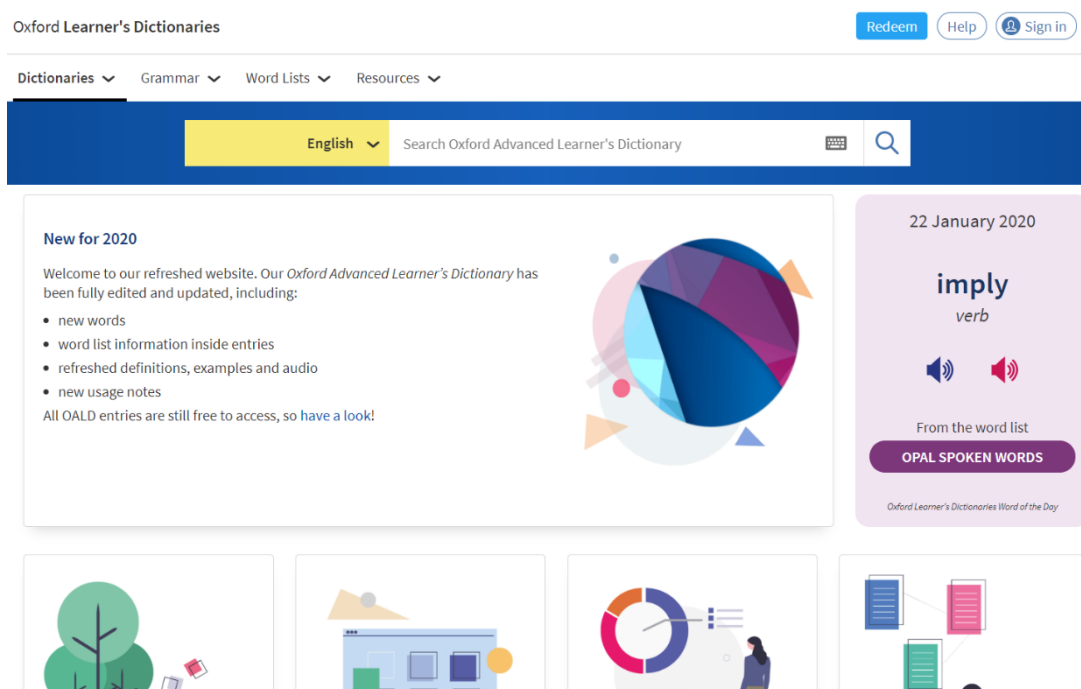 Oxford Learner's Dictionaries
Redeem
Help
Sign in
Dictionaries
Grammar
Word Lists
Resources
English
Search Oxford Advanced Learner's Dictionary
New for 2020
Welcome to our refreshed website. Our Oxford Advanced Learner's Dictionary has
been fully edited and updated, including:
• new words
• word list information inside entries
• refreshed definitions, examples and audio
• new usage notes
All OALD entries are still free to access, so have a look!
22 January 2020
imply
verb
From the word list
OPAL SPOKEN WORDS
Oxford Learner's Dictionaries Word of the Day